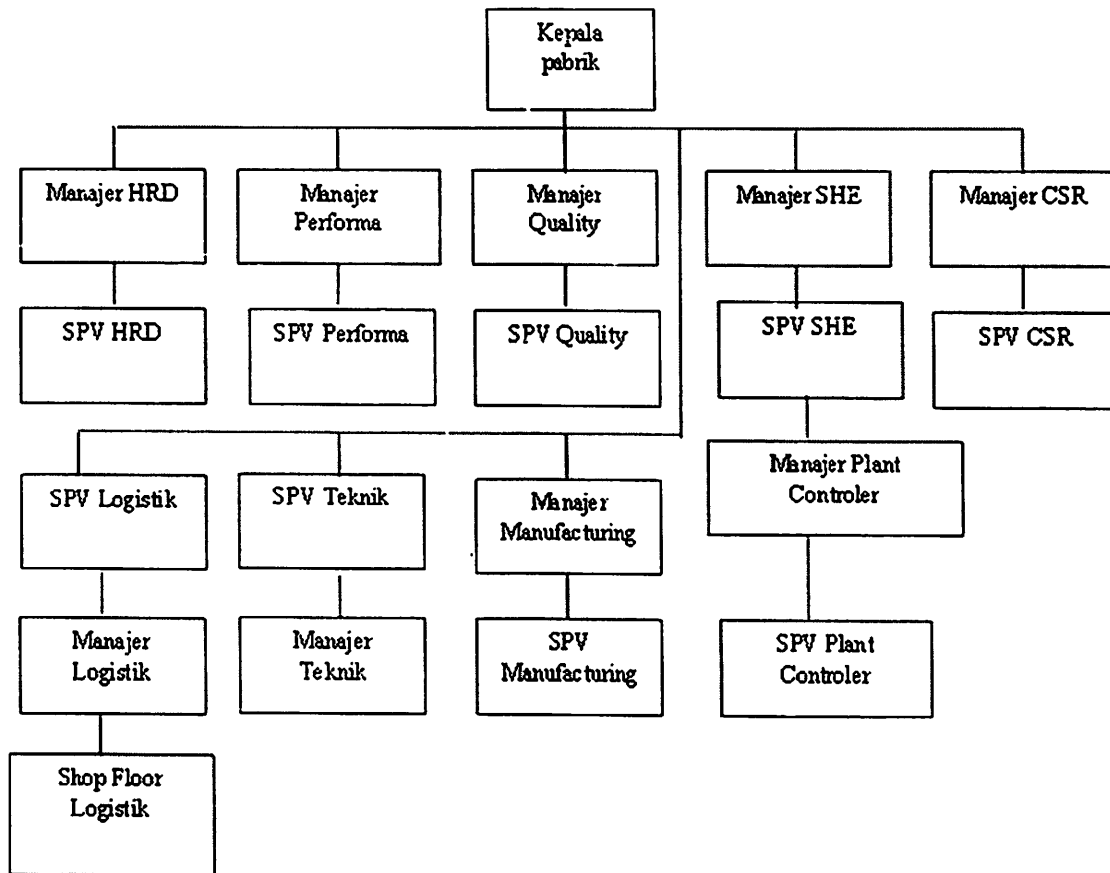 Kepala
pabrik
Manajer HRD
Manajer
Performa
Manajer
Quality
Manajer SHE
Manajer CSR
SPV HRD
SPV Performa
SPV Quality
SPV SHE
SPV CSR
SPV Logistik
SPV Teknik
Manajer
Manufacturing
Manajer Plant
Controler
Manajer
Logistik
Manajer
Teknik
SPV
Manufacturing
SPV Plant
Controler
Shop Floor
Logistik